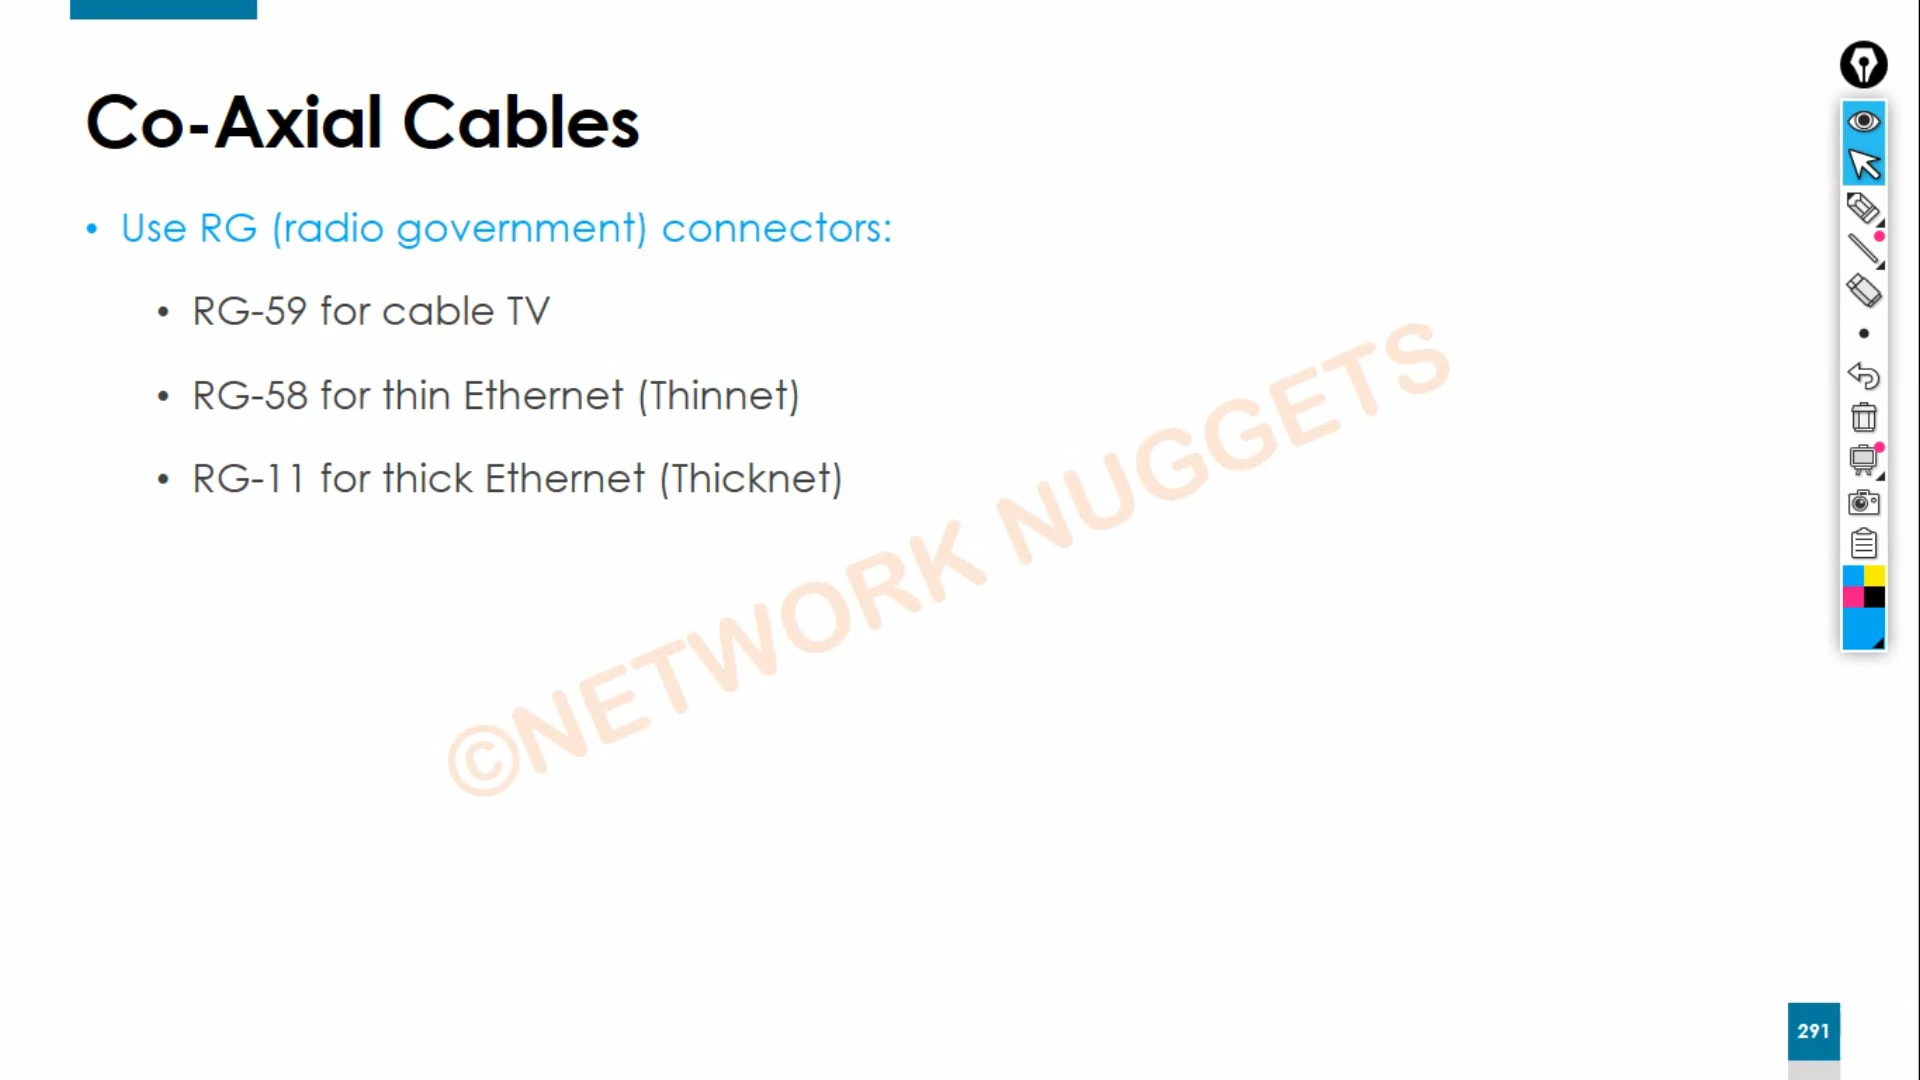 Co-Axial Cables
• Use RG (radio government) connectors:
• RG-59 for cable TV
• RG-58 for thin Ethernet (Thinnet)
• RG-11 for thick Ethernet (Thicknet)
©NETWORK NUGGETS
291